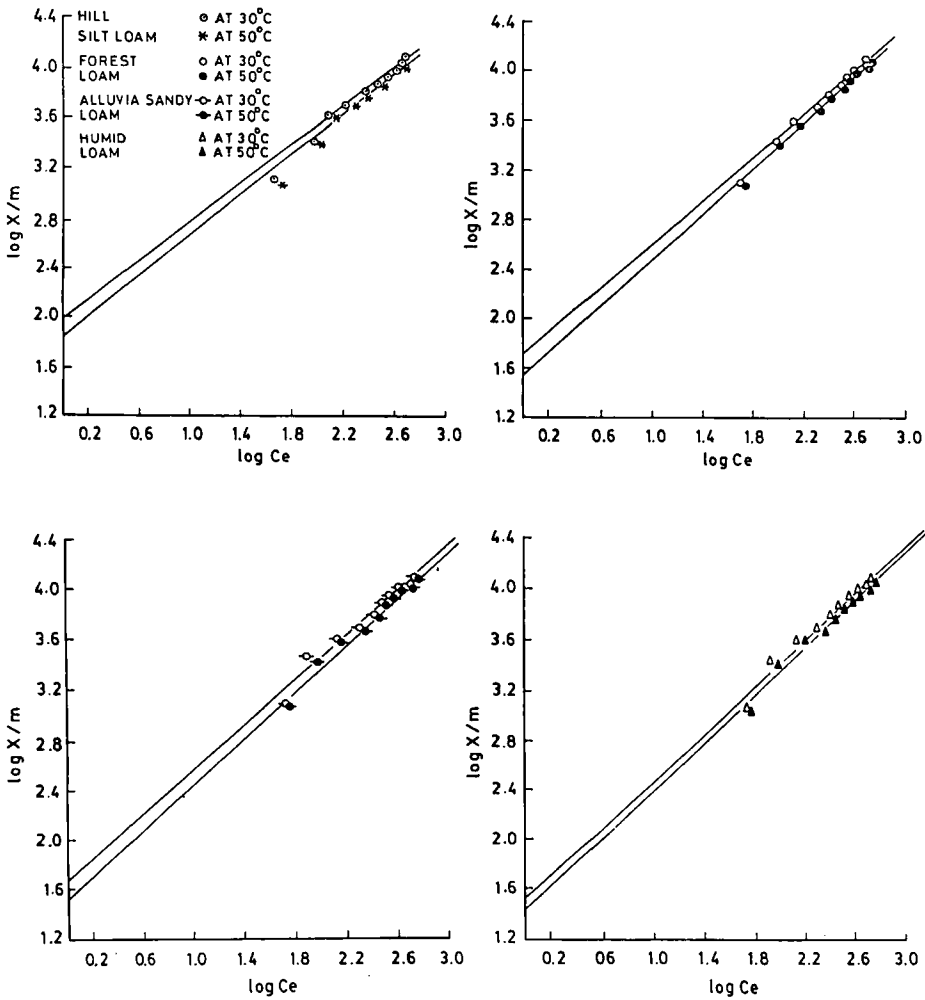 4.4
4.0
3.6
3.2
2.8
2.4
2.0
1.6
1.2
log X/m
HILL ⊙ AT 30°C
SILT LOAM * AT 50°C
FOREST ○ AT 30°C
LOAM ● AT 50°C
ALLUVIA SANDY -○- AT 30°C
LOAM -●- AT 50°C
HUMID △ AT 30°C
LOAM ▲ AT 50°C
0.2 0.6 1.0 1.4 1.8 2.2 2.6 3.0
log Ce
4.4
4.0
3.6
3.2
2.8
2.4
2.0
1.6
1.2
log X/m
0.2 0.6 1.0 1.4 1.8 2.2 2.6 3.0
log Ce
4.4
4.0
3.6
3.2
2.8
2.4
2.0
1.6
1.2
log X/m
0.2 0.6 1.0 1.4 1.8 2.2 2.6 3.0
log Ce
4.4
4.0
3.6
3.2
2.8
2.4
2.0
1.6
1.2
log X/m
0.2 06 1.0 1.4 1.8 2.2 2.6 3.0
log Ce